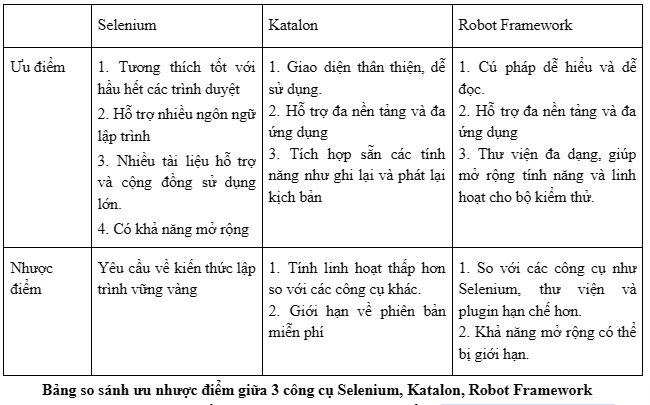 Selenium
Katalon
Robot Framework
Ưu điểm
1. Tương thích tốt với
hầu hết các trình duyệt
2. Hỗ trợ nhiều ngôn ngữ
lập trình
3. Nhiều tài liệu hỗ trợ
và cộng đồng sử dụng
lớn.
4. Có khả năng mở rộng
1. Giao diện thân thiện, dễ
sử dụng.
2. Hỗ trợ đa nền tảng và đa
ứng dụng
3. Tích hợp sẵn các tính
năng như ghi lại và phát lại
kịch bản
1. Cú pháp dễ hiểu và dễ
đọc.
2. Hỗ trợ đa nền tảng và đa
ứng dụng
3. Thư viện đa dạng, giúp
mở rộng tính năng và linh
hoạt cho bộ kiểm thử.
Nhược
điểm
Yêu cầu về kiến thức lập
trình vững vàng
1. Tính linh hoạt thấp hơn
so với các công cụ khác.
2. Giới hạn về phiên bản
miễn phí
1. So với các công cụ như
Selenium, thư viện và
plugin hạn chế hơn.
2. Khả năng mở rộng có thể
bị giới hạn.
Bảng so sánh ưu nhược điểm giữa 3 công cụ Selenium, Katalon, Robot Framework